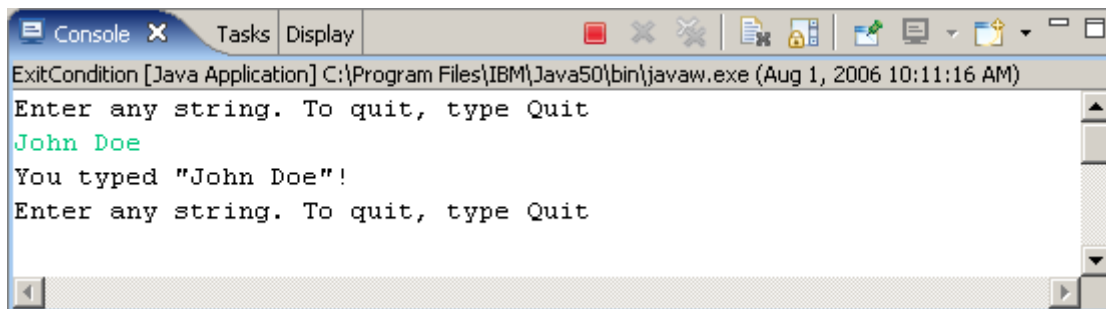 Console Tasks Display
ExitCondition [Java Application] C:\Program Files\IBM\Java50\bin\javaw.exe (Aug 1, 2006 10:11:16 AM)
Enter any string. To quit, type Quit
John Doe
You typed "John Doe"!
Enter any string. To quit, type Quit